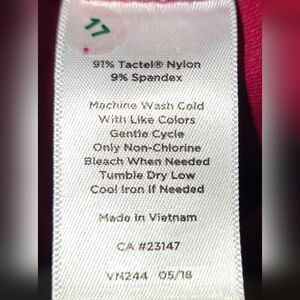 17
91% Tactel® Nylon
9% Spandex
Machine Wash Cold
With Like Colors
Gentle Cycle
Only Non-Chlorine
Bleach When Needed
Tumble Dry Low
Cool Iron If Needed
Made in Vietnam
CA #23147
VN244 05/18